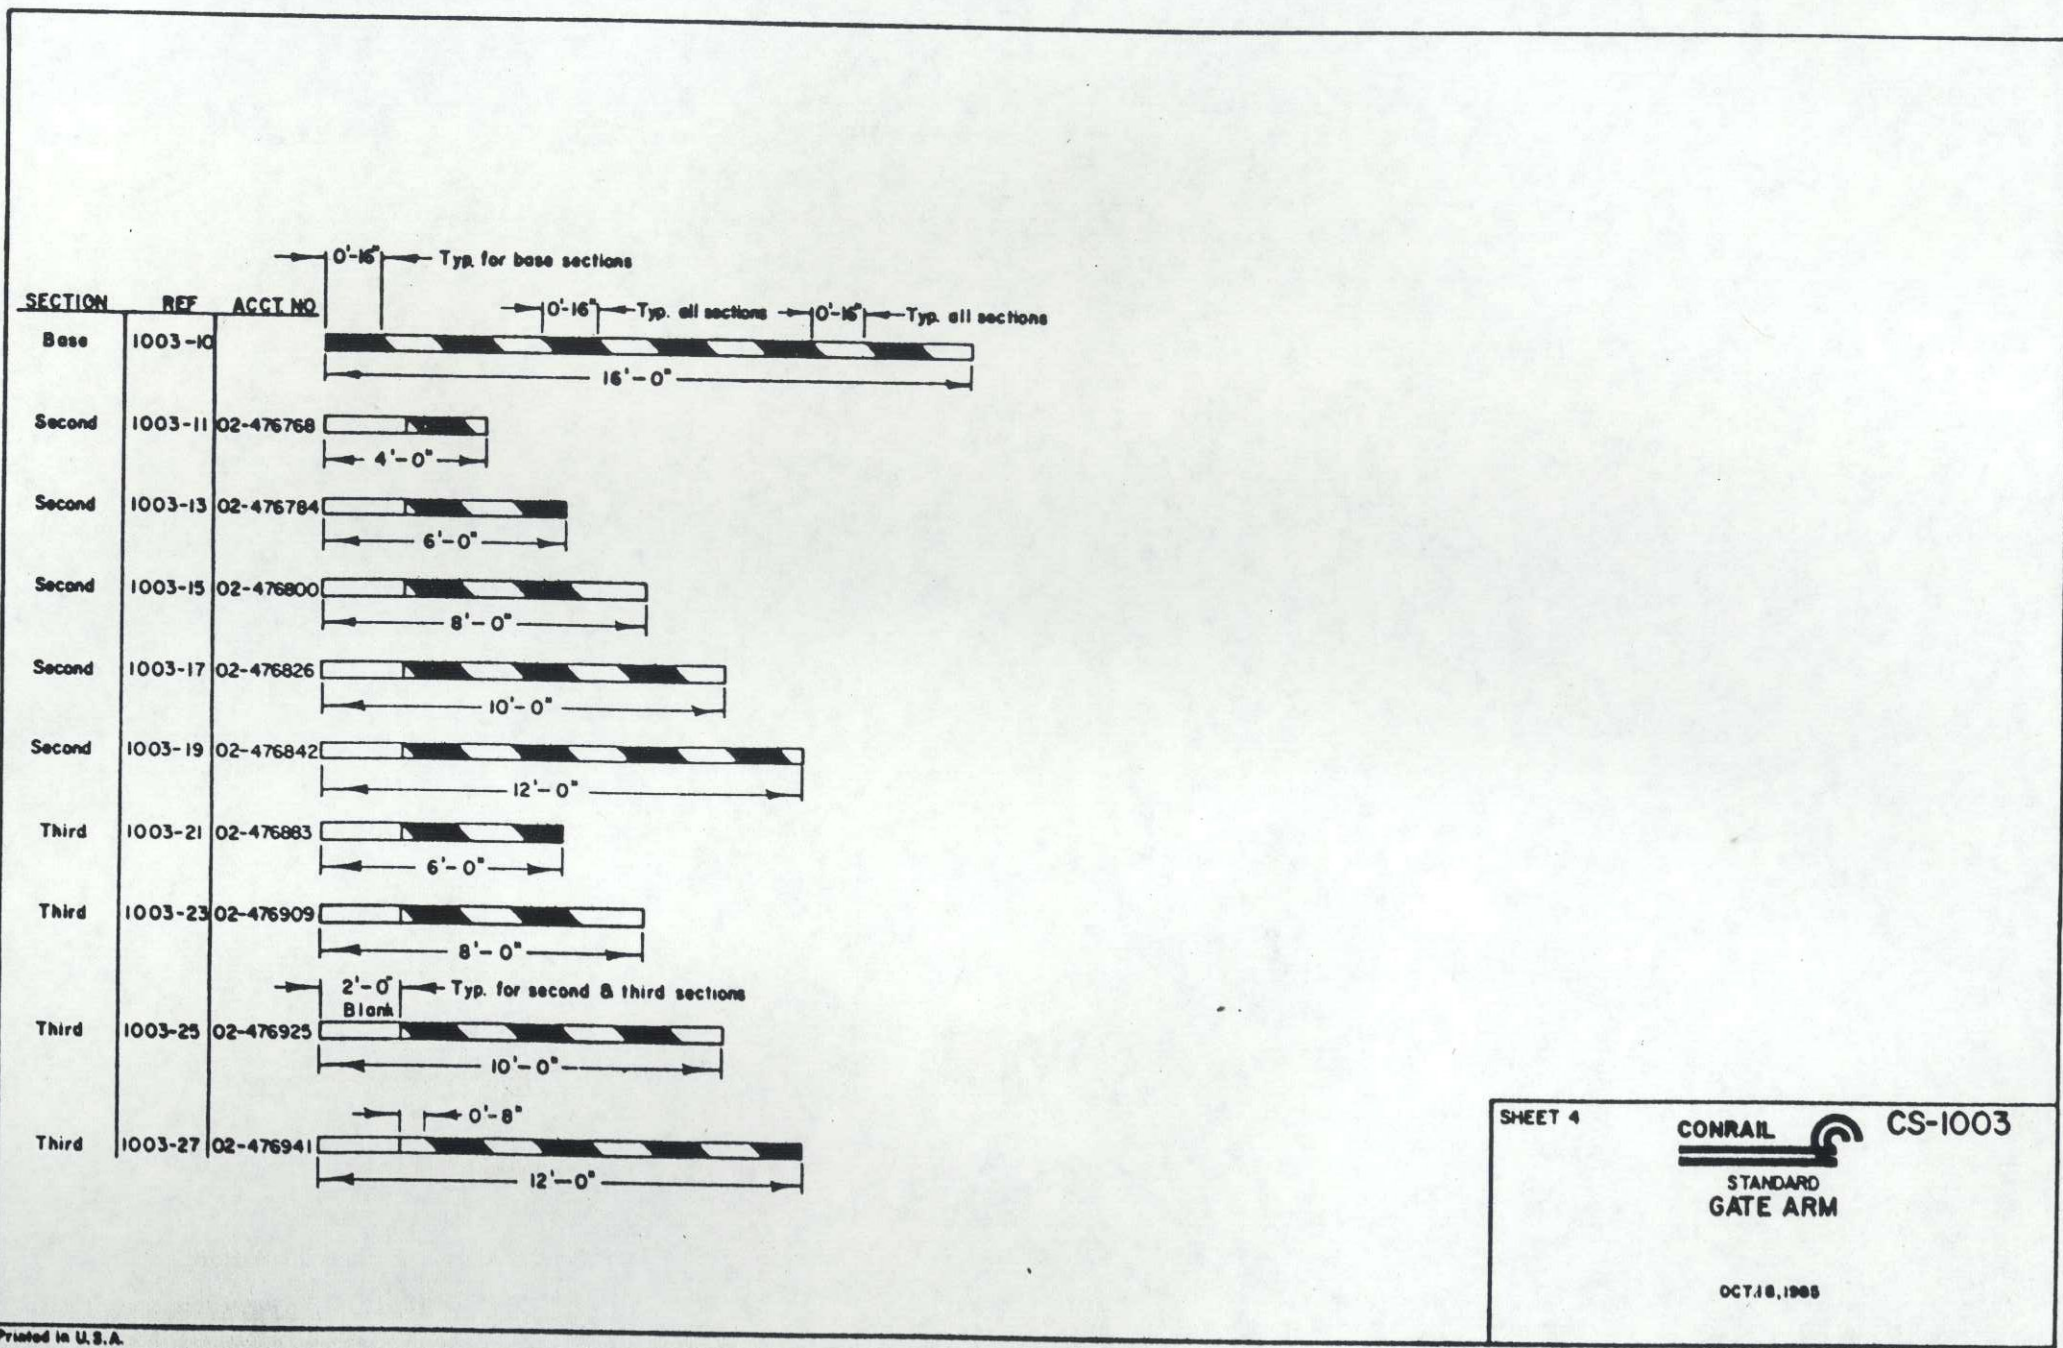 0'-16" Typ. for base sections
SECTION REF ACCT. NO
0'-16" Typ. all sections 0'-16" Typ. all sections
Base 1003-10
16'-0"
Second 1003-11 02-476768
4'-0"
Second 1003-13 02-476784
6'-0"
Second 1003-15 02-476800
8'-0"
Second 1003-17 02-476826
10'-0"
Second 1003-19 02-476842
12'-0"
Third 1003-21 02-476883
6'-0"
Third 1003-23 02-476909
8'-0"
2'-0" Typ. for second & third sections
Blank
Third 1003-25 02-476925
10'-0"
0'-8"
Third 1003-27 02-476941
12'-0"
SHEET 4
CONRAIL CS-1003
STANDARD
GATE ARM
OCT. 18, 1985
Printed in U.S.A.